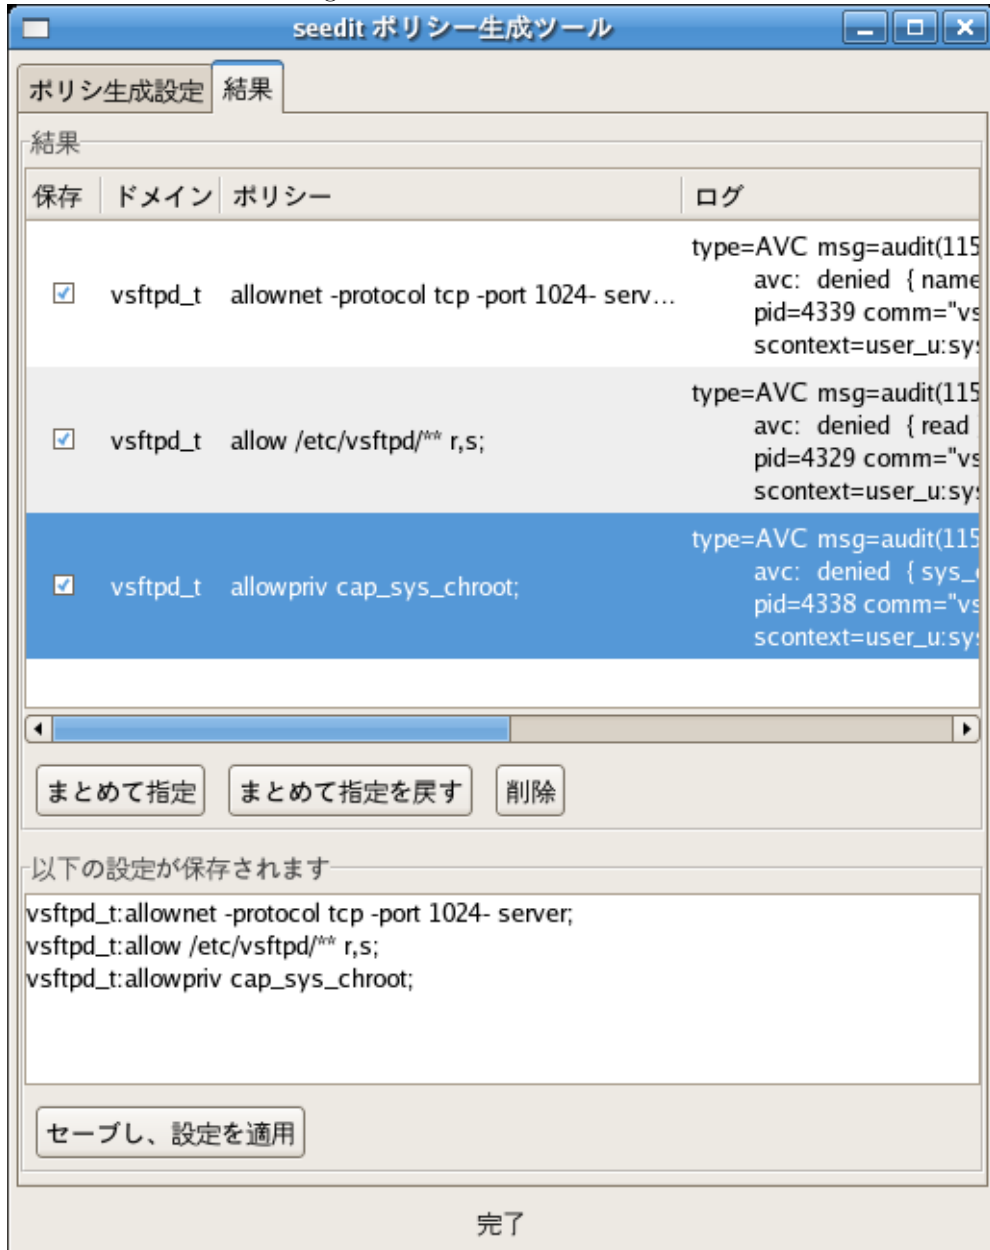 seedit ポリシー生成ツール
ポリシ生成設定 結果
結果
保存 ドメイン ポリシー ログ
type=AVC msg=audit(115
avc: denied { name
vsftpd_t allownet -protocol tcp -port 1024- serv...
pid=4339 comm="vs
scontext=user_u:sys
type=AVC msg=audit(115
avc: denied { read }
vsftpd_t allow /etc/vsftpd/** r,s;
pid=4329 comm="vs
scontext=user_u:sys
type=AVC msg=audit(115
avc: denied { sys_c
vsftpd_t allowpriv cap_sys_chroot;
pid=4338 comm="vs
scontext=user_u:sys
まとめて指定 まとめて指定を戻す 削除
以下の設定が保存されます
vsftpd_t:allownet -protocol tcp -port 1024- server;
vsftpd_t:allow /etc/vsftpd/** r,s;
vsftpd_t:allowpriv cap_sys_chroot;
セーブし、設定を適用
完了